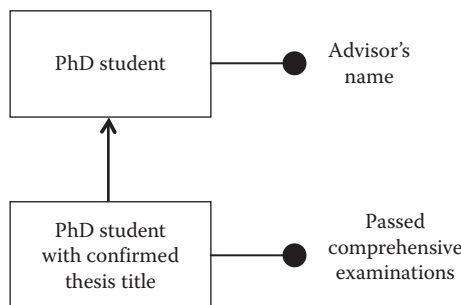 PhD student
Advisor's
name
PhD student
with confirmed
thesis title
Passed
comprehensive
examinations